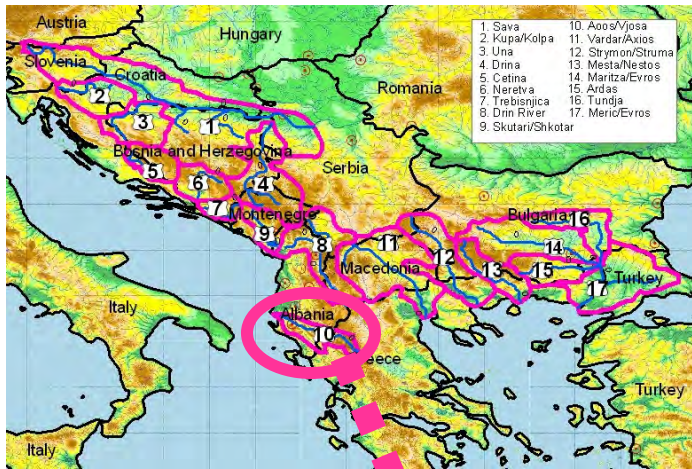 Austria
Hungary
Slovenia
Croatia
Romania
Bosnia and Herzegovina
Serbia
Montenegro
Bulgaria
Macedonia
Turkey
Italy
Albania
eece
Turkey
Italy
1. Sava
2. Kupa/Kolpa
3. Una
4. Drina
5. Cetina
6. Neretva
7. Trebisnjica
8. Drin River
9. Skutari/Shkotar
10. Aoos/Vjosa
11. Vardar/Axios
12. Strymon/Struma
13. Mesta/Nestos
14. Maritza/Evros
15. Ardas
16. Tundja
17. Meric/Evros
2
3
1
5
6
4
7
9
8
11
12
13
14
15
16
17
10